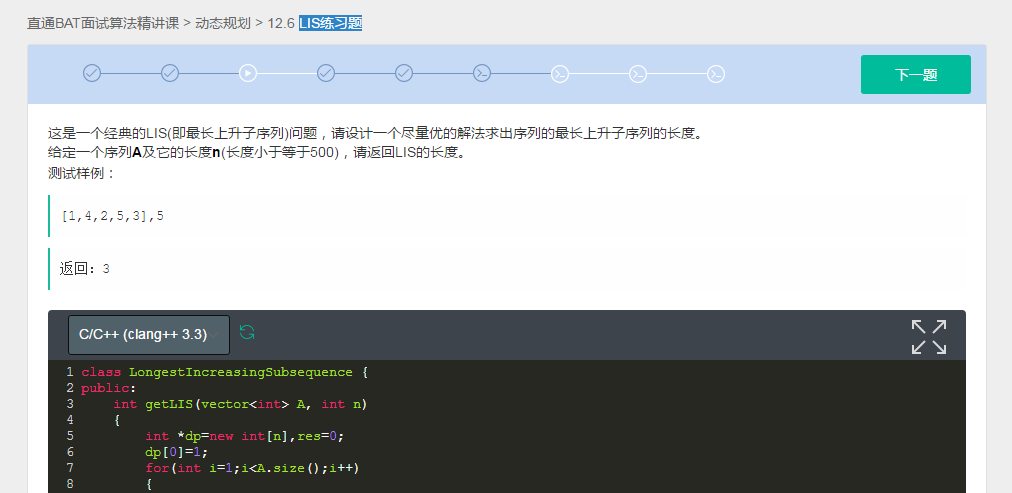 直通BAT面试算法精讲课 > 动态规划 > 12.6 LIS练习题
下一题
这是一个经典的LIS(即最长上升子序列)问题，请设计一个尽量优的解法求出序列的最长上升子序列的长度。
给定一个序列A及它的长度n(长度小于等于500)，请返回LIS的长度。
测试样例：
[1,4,2,5,3],5
返回：3
C/C++ (clang++ 3.3)
1 class LongestIncreasingSubsequence {
2 public:
3     int getLIS(vector<int> A, int n)
4     {
5         int *dp=new int[n],res=0;
6         dp[0]=1;
7         for(int i=1;i<A.size();i++)
8         {